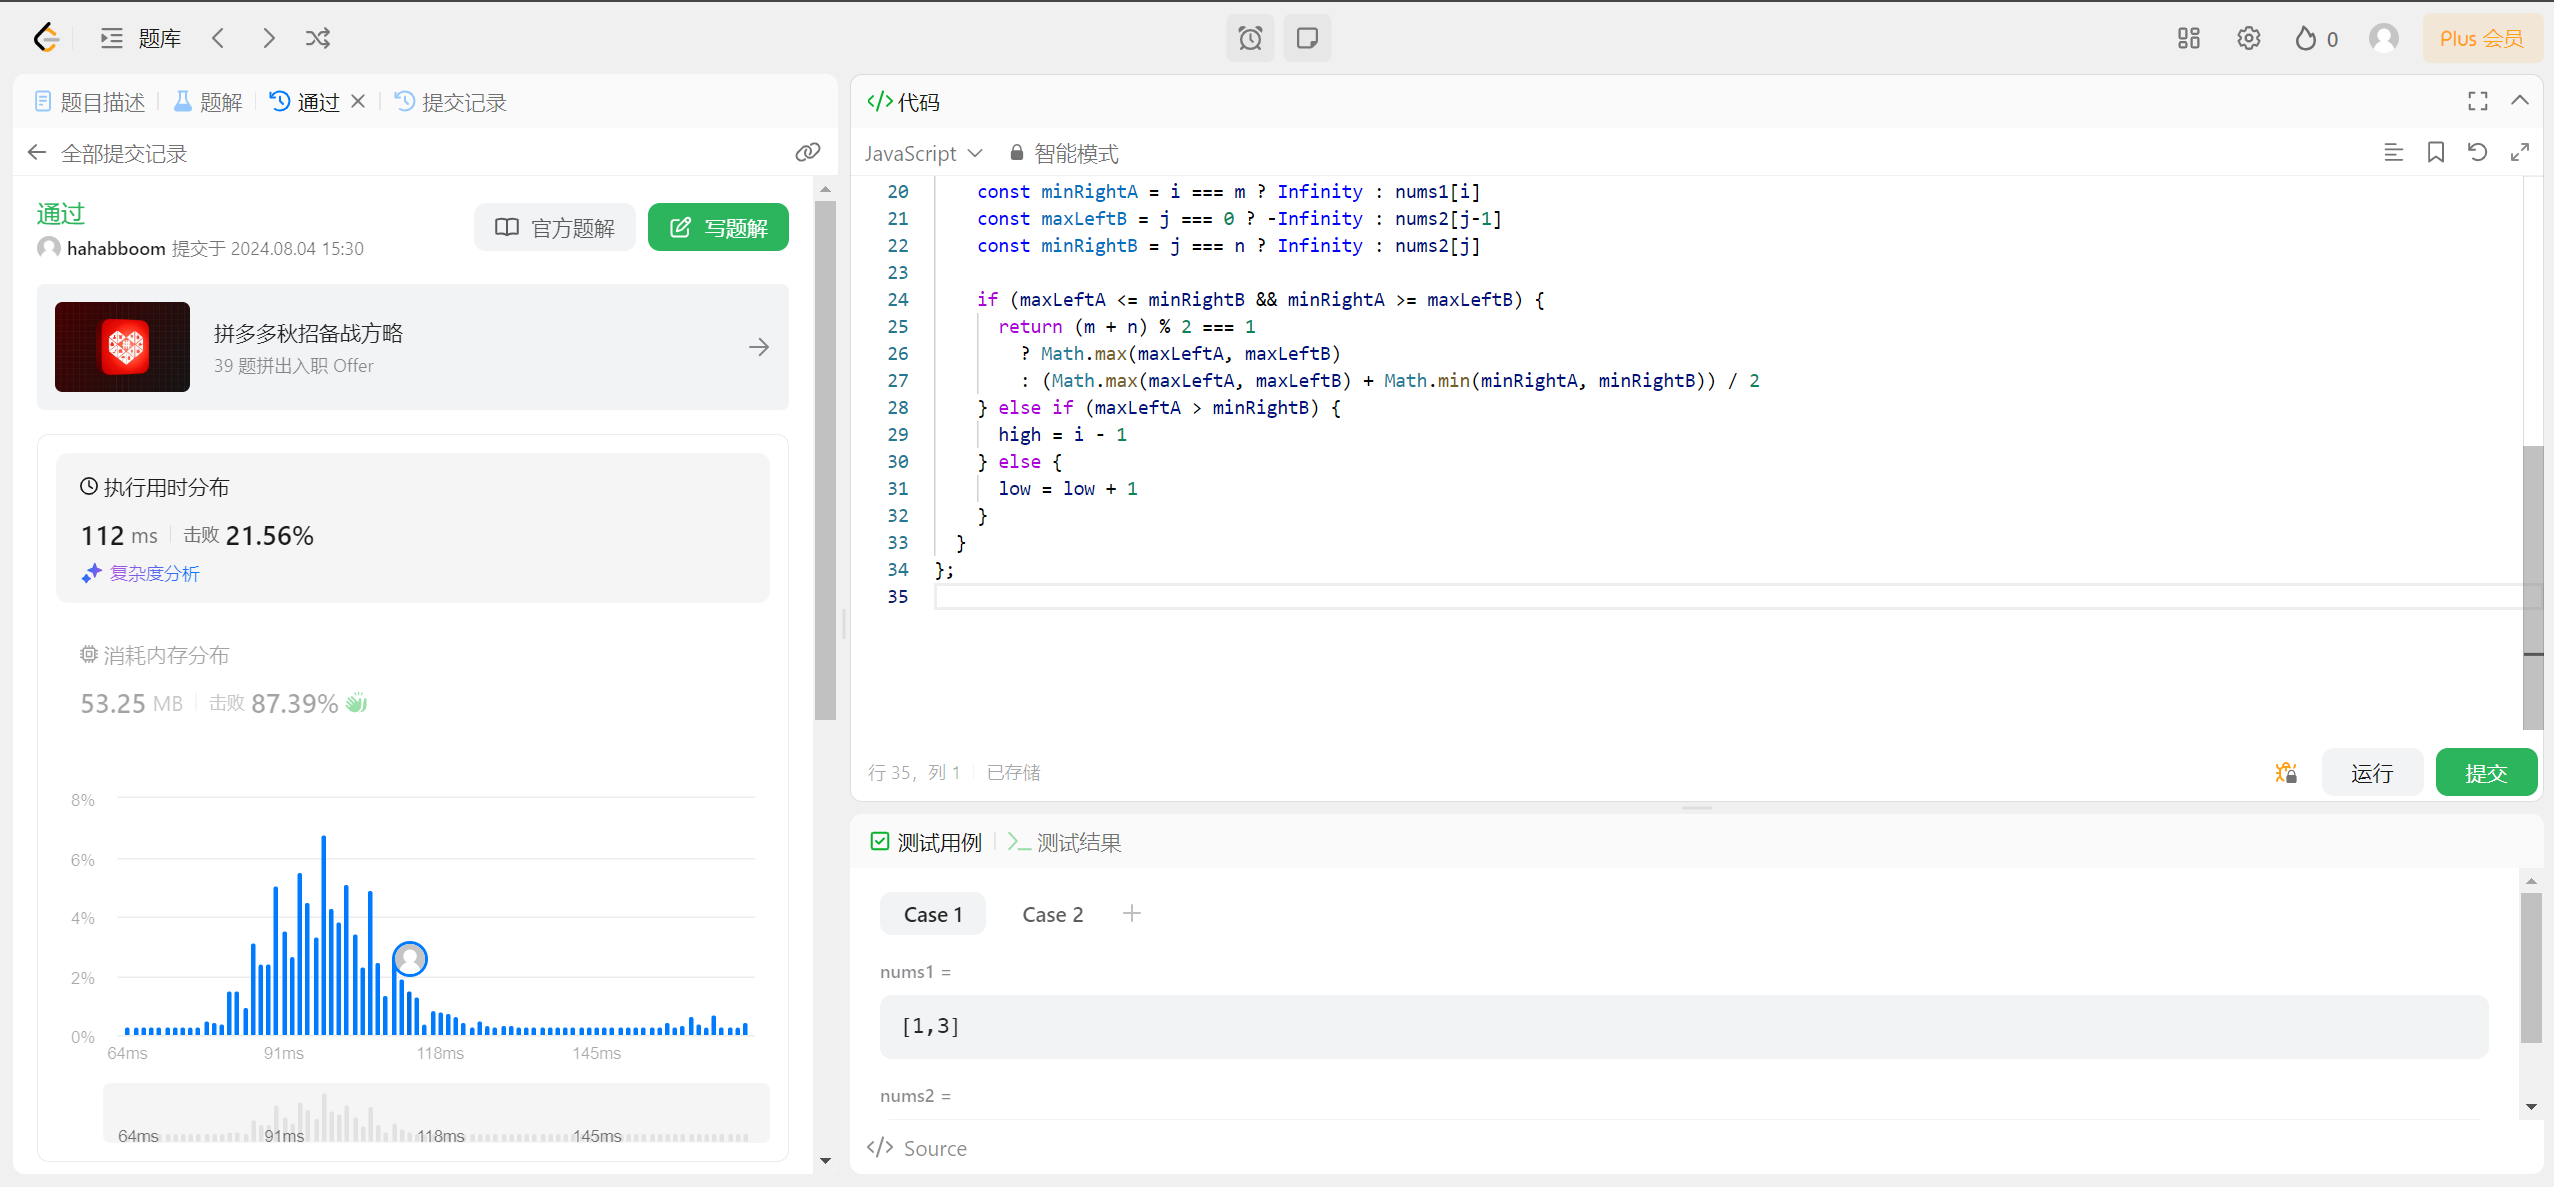 题库
0
Plus 会员
题目描述
题解
通过
提交记录
全部提交记录
通过
hahabboom 提交于 2024.08.04 15:30
官方题解
写题解
拼多多秋招备战方略
39 题拼出入职 Offer
执行用时分布
112 ms 击败 21.56%
复杂度分析
消耗内存分布
53.25 MB 击败 87.39%
8%
6%
4%
2%
0%
64ms 91ms 118ms 145ms
64ms 91ms 118ms 145ms
</> 代码
JavaScript 智能模式
20 const minRightA = i === m ? Infinity : nums1[i]
21 const maxLeftB = j === 0 ? -Infinity : nums2[j-1]
22 const minRightB = j === n ? Infinity : nums2[j]
23
24 if (maxLeftA <= minRightB && minRightA >= maxLeftB) {
25 return (m + n) % 2 === 1
26 ? Math.max(maxLeftA, maxLeftB)
27 : (Math.max(maxLeftA, maxLeftB) + Math.min(minRightA, minRightB)) / 2
28 } else if (maxLeftA > minRightB) {
29 high = i - 1
30 } else {
31 low = low + 1
32 }
33 }
34 };
35
行 35, 列 1 已存储
运行
提交
测试用例
测试结果
Case 1
Case 2
nums1 =
[1,3]
nums2 =
</> Source